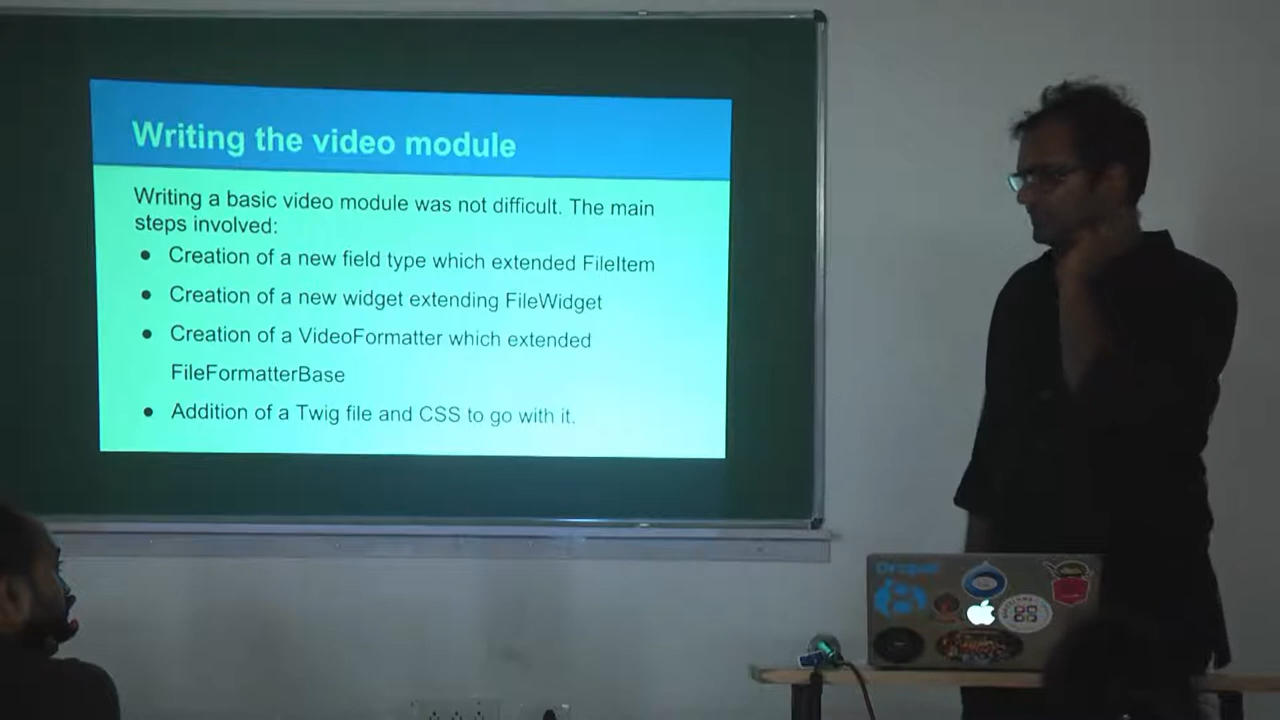 Writing the video module
Writing a basic video module was not difficult. The main
steps involved:
● Creation of a new field type which extended FileItem
● Creation of a new widget extending FileWidget
● Creation of a VideoFormatter which extended
FileFormatterBase
● Addition of a Twig file and CSS to go with it.
Drupal